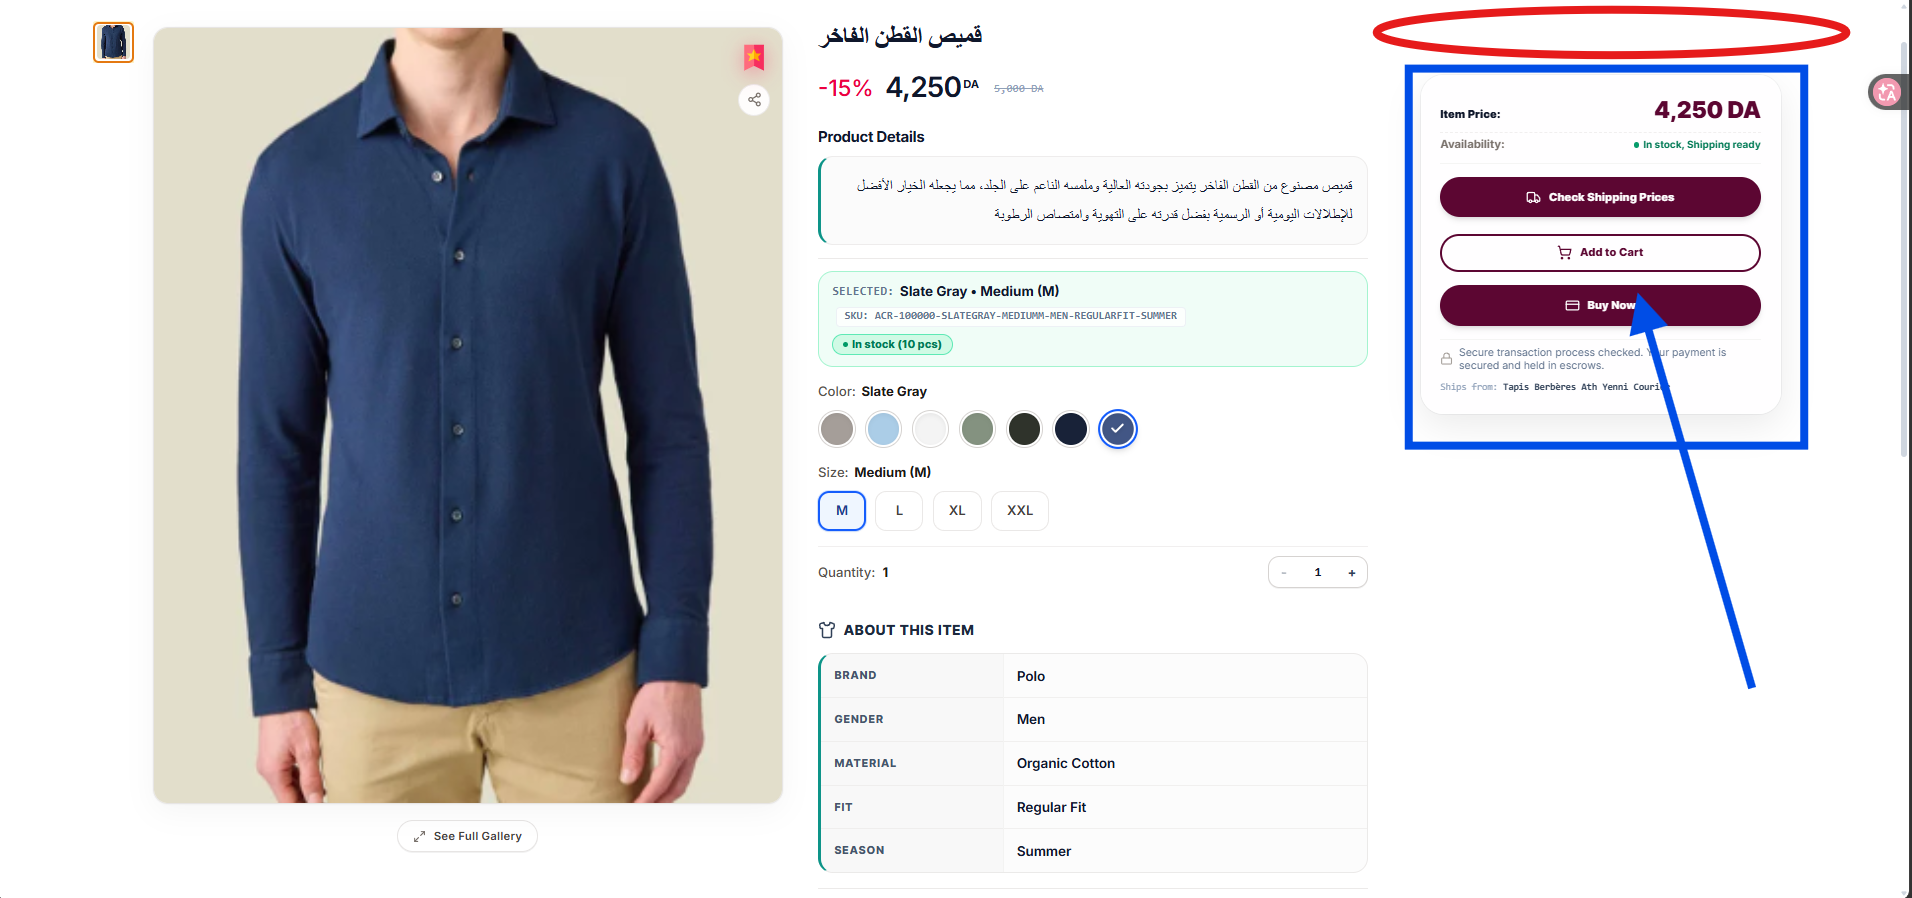 قميص القطن الفاخر
-15% 4,250 DA 5,000 DA
Product Details
قميص مصنوع من القطن الفاخر يتميز بجودته العالية وملمسه الناعم على الجلد، مما يجعله الخيار الأفضل
للإطلالات اليومية أو الرسمية بفضل قدرته على التهوية وامتصاص الرطوبة
SELECTED: Slate Gray • Medium (M)
SKU: ACR-100000-SLATEGRAY-MEDIUMM-MEN-REGULARFIT-SUMMER
In stock (10 pcs)
Color: Slate Gray
Size: Medium (M)
M L XL XXL
Quantity: 1
- 1 +
ABOUT THIS ITEM
BRAND Polo
GENDER Men
MATERIAL Organic Cotton
FIT Regular Fit
SEASON Summer
See Full Gallery
Item Price: 4,250 DA
Availability: In stock, Shipping ready
Check Shipping Prices
Add to Cart
Buy Now
Secure transaction process checked. Your payment is
secured and held in escrows.
Ships from: Tapis Berbères Ath Yenni